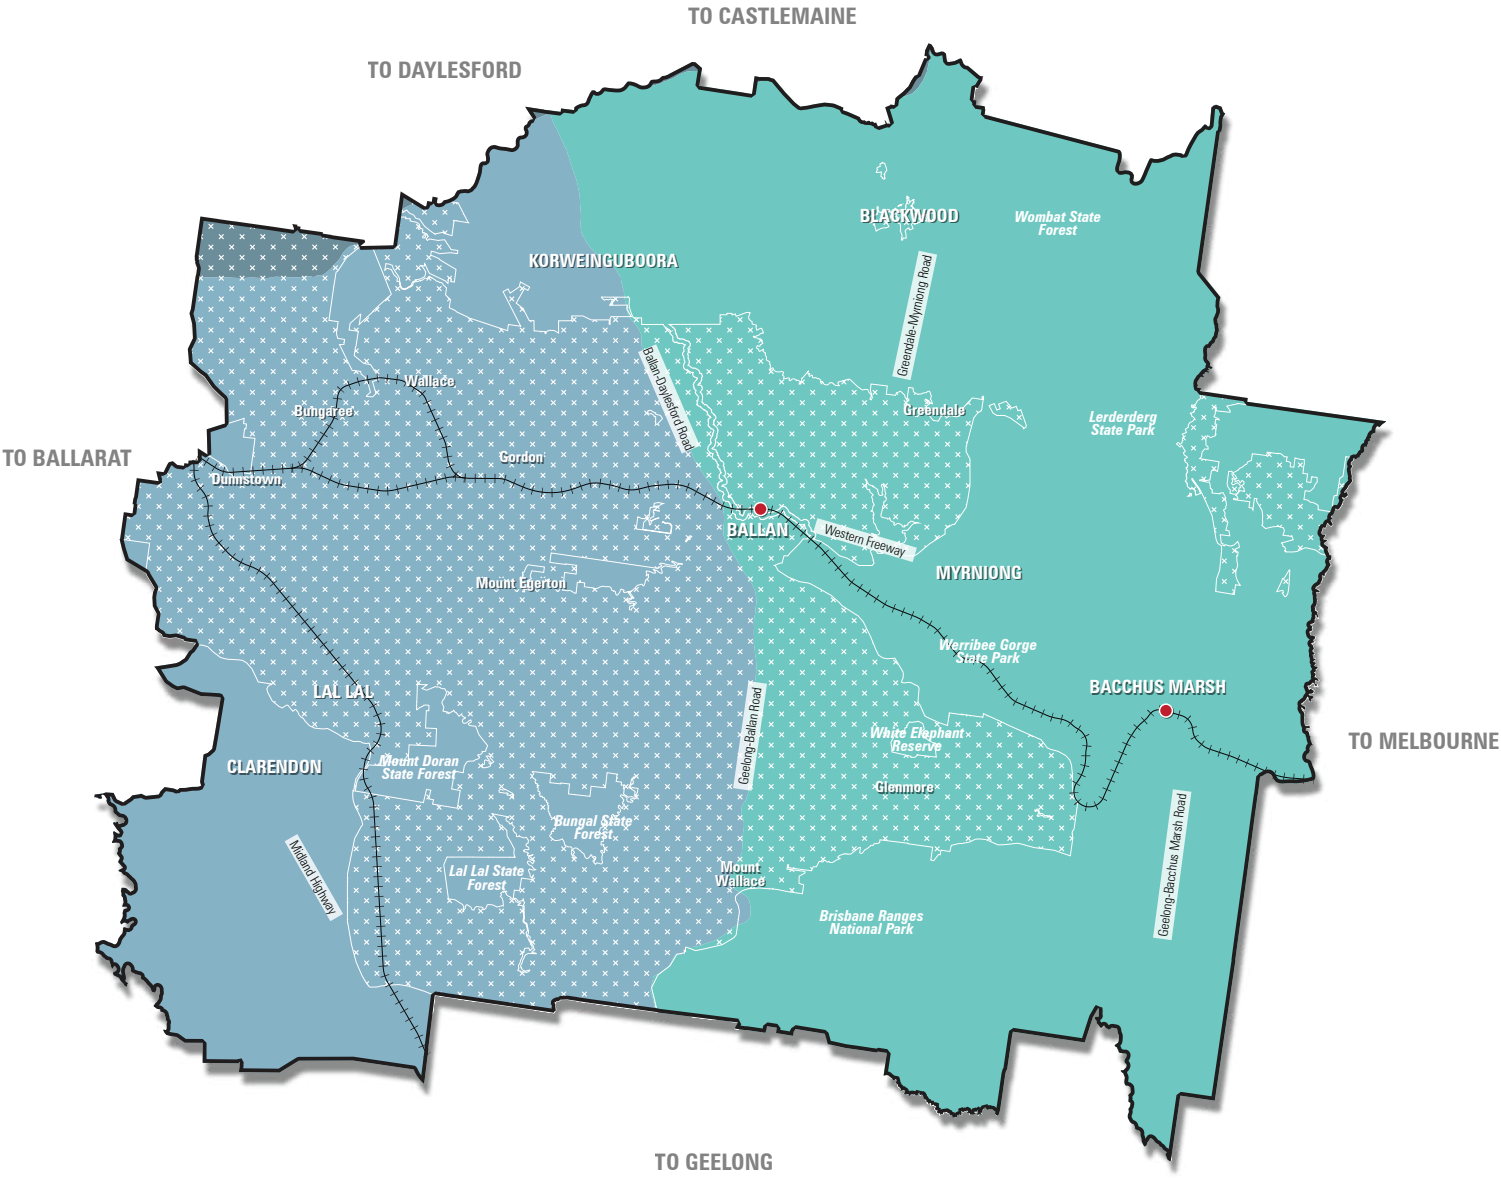 TO CASTLEMAINE
TO DAYLESFORD
BLACKWOOD
Wombat State
Forest
KORWEINGUBOORA
Greendale-Myrniong Road
Ballan-Daylesford Road
Wallace
Bungaree
Greendale
Lerderderg
State Park
TO BALLARAT
Gordon
Dunnstown
BALLAN
Western Freeway
MYRNIONG
Mount Egerton
Werribee Gorge
State Park
LAL LAL
BACCHUS MARSH
Geelong-Ballan Road
White Elephant
Reserve
TO MELBOURNE
CLARENDON
Mount Doran
State Forest
Glenmore
Bungal State
Forest
Geelong-Bacchus Marsh Road
Midland Highway
Lal Lal State
Forest
Mount
Wallace
Brisbane Ranges
National Park
TO GEELONG